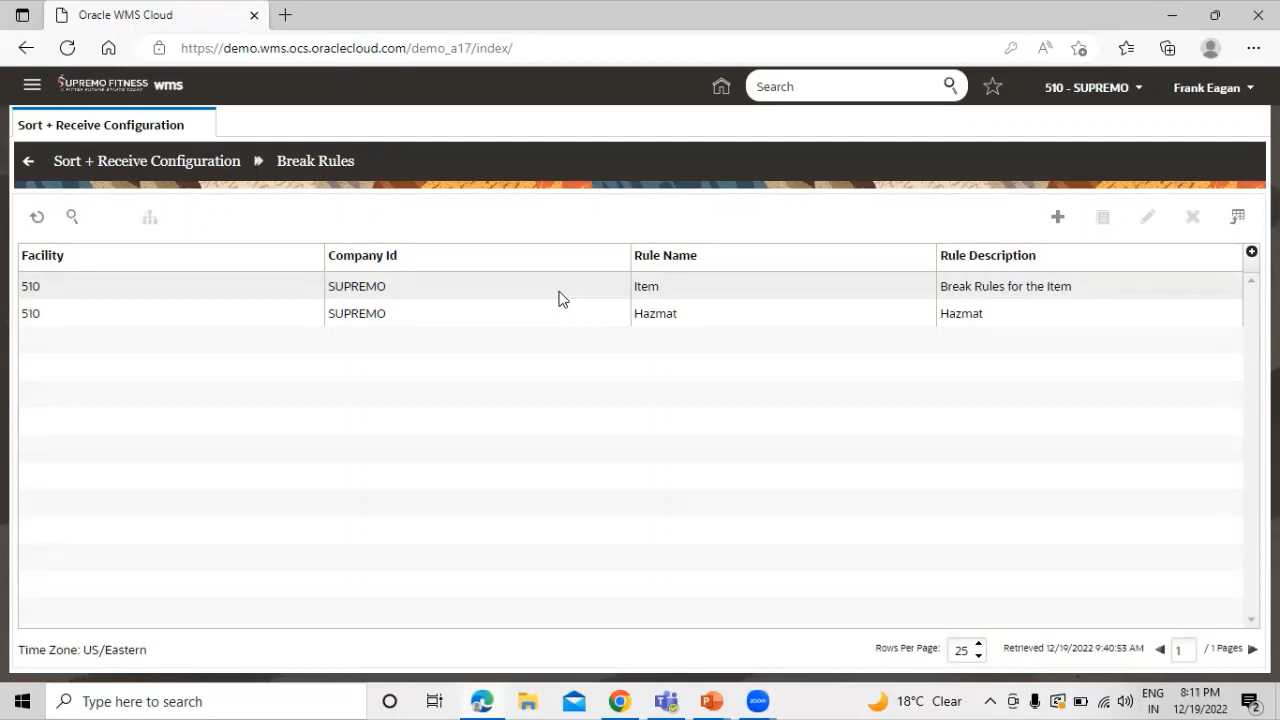 Oracle WMS Cloud
https://demo.wms.ocs.oraclecloud.com/demo_a17/index/
SUPREMO FITNESS wms
Search
510 - SUPREMO
Frank Eagan
Sort + Receive Configuration
Sort + Receive Configuration Break Rules
Facility Company Id Rule Name Rule Description
510 SUPREMO Item Break Rules for the Item
510 SUPREMO Hazmat Hazmat
Time Zone: US/Eastern
Rows Per Page: 25 Retrieved 12/19/2022 9:40:53 AM 1 / 1 Pages
Type here to search
zoom
18°C Clear
ENG
IN
8:11 PM
12/19/2022
2